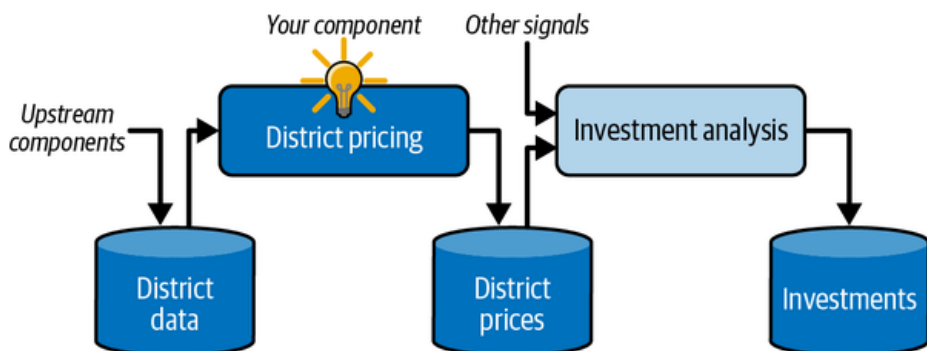 Your component
Other signals
Upstream
components
District pricing
Investment analysis
District
data
District
prices
Investments